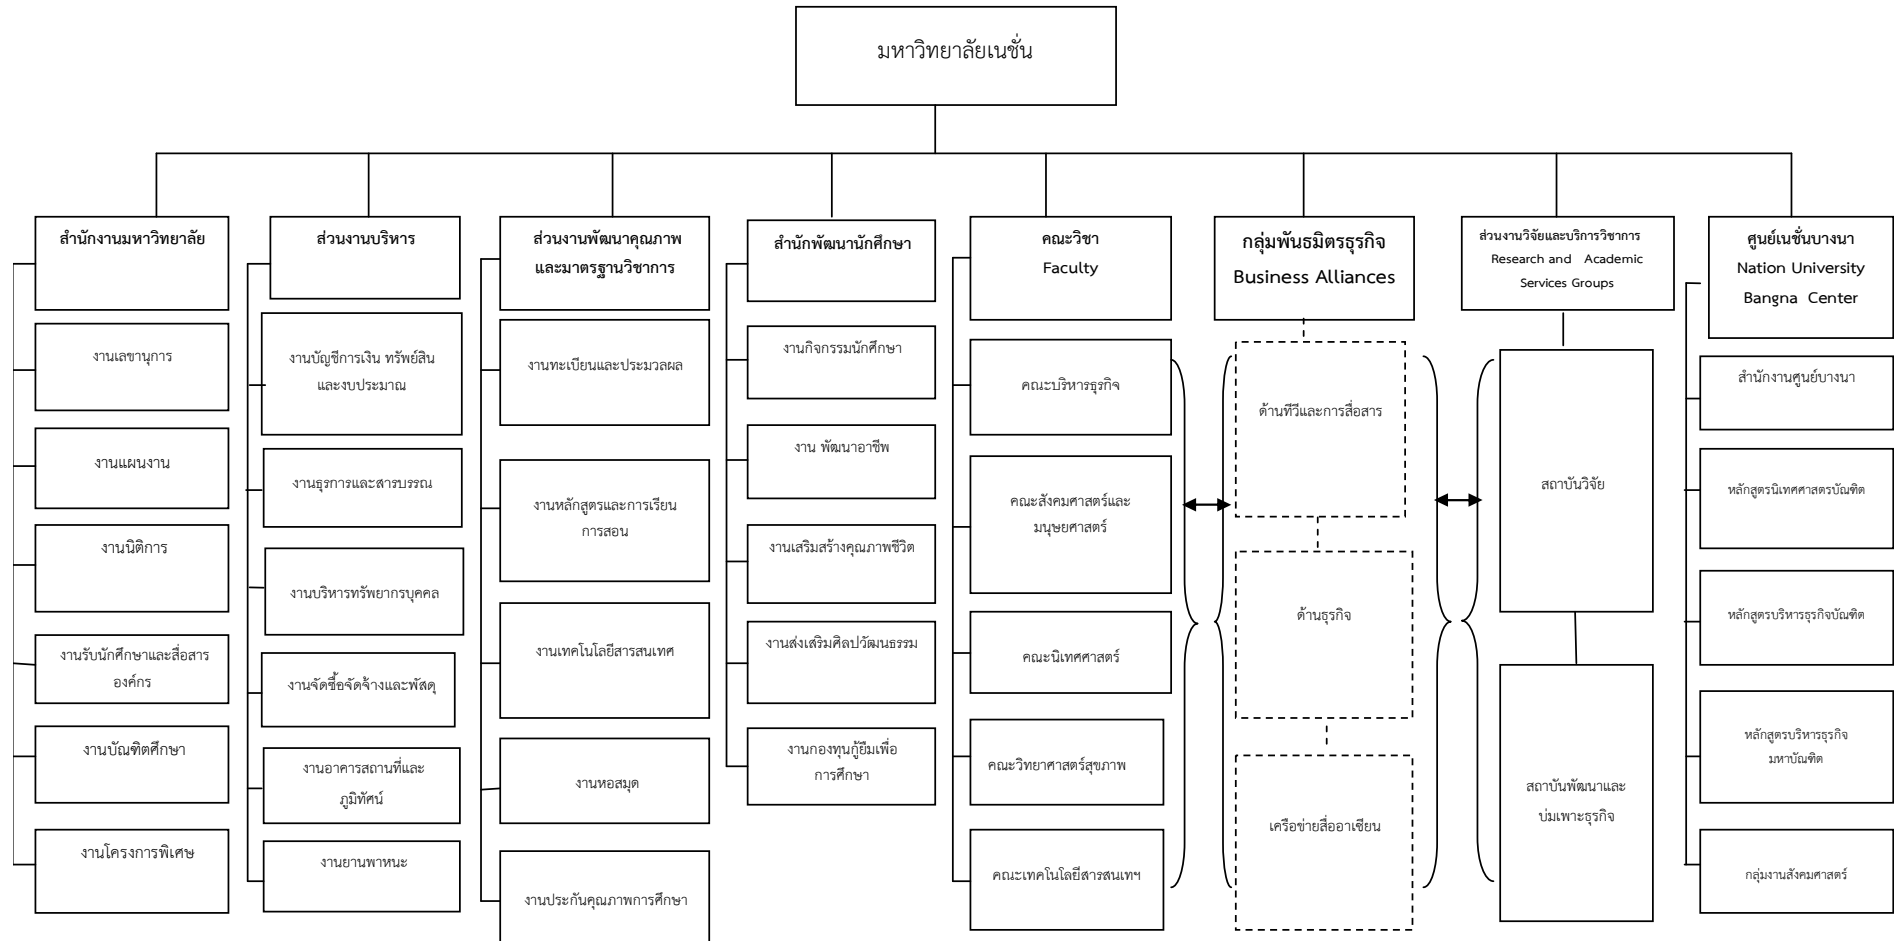 มหาวิทยาลัยเนชั่น
สำนักงานมหาวิทยาลัย
งานเลขานุการ
งานแผนงาน
งานนิติการ
งานรับนักศึกษาและสื่อสาร
องค์กร
งานบัณฑิตศึกษา
งานโครงการพิเศษ
ส่วนงานบริหาร
งานบัญชีการเงิน ทรัพย์สิน
และงบประมาณ
งานธุรการและสารบรรณ
งานบริหารทรัพยากรบุคคล
งานจัดซื้อจัดจ้างและพัสดุ
งานอาคารสถานที่และ
ภูมิทัศน์
งานยานพาหนะ
ส่วนงานพัฒนาคุณภาพ
และมาตรฐานวิชาการ
งานทะเบียนและประมวลผล
งานหลักสูตรและการเรียน
การสอน
งานเทคโนโลยีสารสนเทศ
งานหอสมุด
งานประกันคุณภาพการศึกษา
สำนักพัฒนานักศึกษา
งานกิจกรรมนักศึกษา
งาน พัฒนาอาชีพ
งานเสริมสร้างคุณภาพชีวิต
งานส่งเสริมศิลปวัฒนธรรม
งานกองทุนกู้ยืมเพื่อ
การศึกษา
คณะวิชา
Faculty
คณะบริหารธุรกิจ
คณะสังคมศาสตร์และ
มนุษยศาสตร์
คณะนิเทศศาสตร์
คณะวิทยาศาสตร์สุขภาพ
คณะเทคโนโลยีสารสนเทฯ
กลุ่มพันธมิตรธุรกิจ
Business Alliances
ด้านทีวีและการสื่อสาร
ด้านธุรกิจ
เครือข่ายสื่ออาเซียน
ส่วนงานวิจัยและบริการวิชาการ
Research and Academic
Services Groups
สถาบันวิจัย
สถาบันพัฒนาและ
บ่มเพาะธุรกิจ
ศูนย์เนชั่นบางนา
Nation University
Bangna Center
สำนักงานศูนย์บางนา
หลักสูตรนิเทศศาสตรบัณฑิต
หลักสูตรบริหารธุรกิจบัณฑิต
หลักสูตรบริหารธุรกิจ
มหาบัณฑิต
กลุ่มงานสังคมศาสตร์